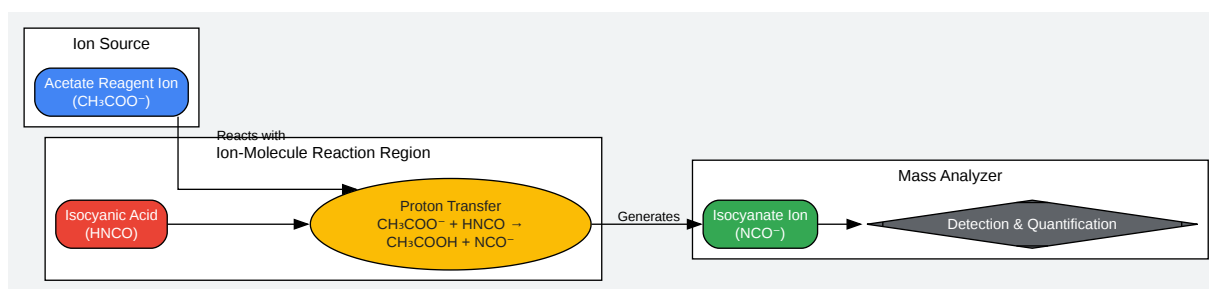 Ion Source
Acetate Reagent Ion
(CH₃COO⁻)
Reacts with
Ion-Molecule Reaction Region
Isocyanic Acid
(HNCO)
Proton Transfer
CH₃COO⁻ + HNCO →
CH₃COOH + NCO⁻
Generates
Mass Analyzer
Isocyanate Ion
(NCO⁻)
Detection & Quantification